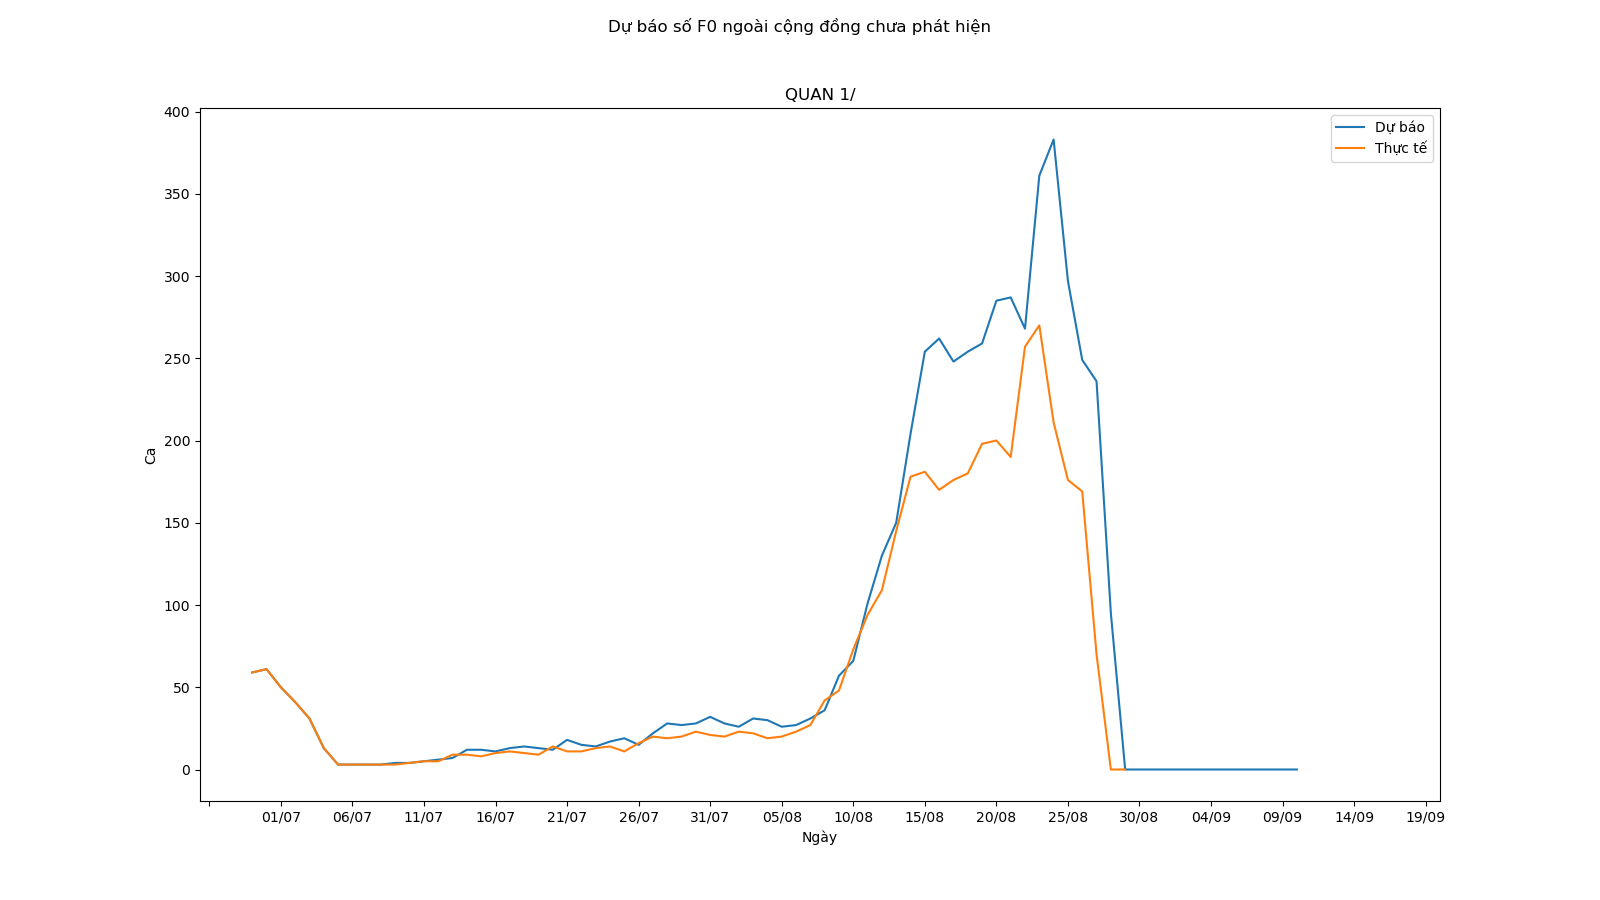 Dự báo số F0 ngoài cộng đồng chưa phát hiện
QUAN 1/
Dự báo
Thực tế
400
350
300
250
200
150
100
50
0
Ca
01/07 06/07 11/07 16/07 21/07 26/07 31/07 05/08 10/08 15/08 20/08 25/08 30/08 04/09 09/09 14/09 19/09
Ngày